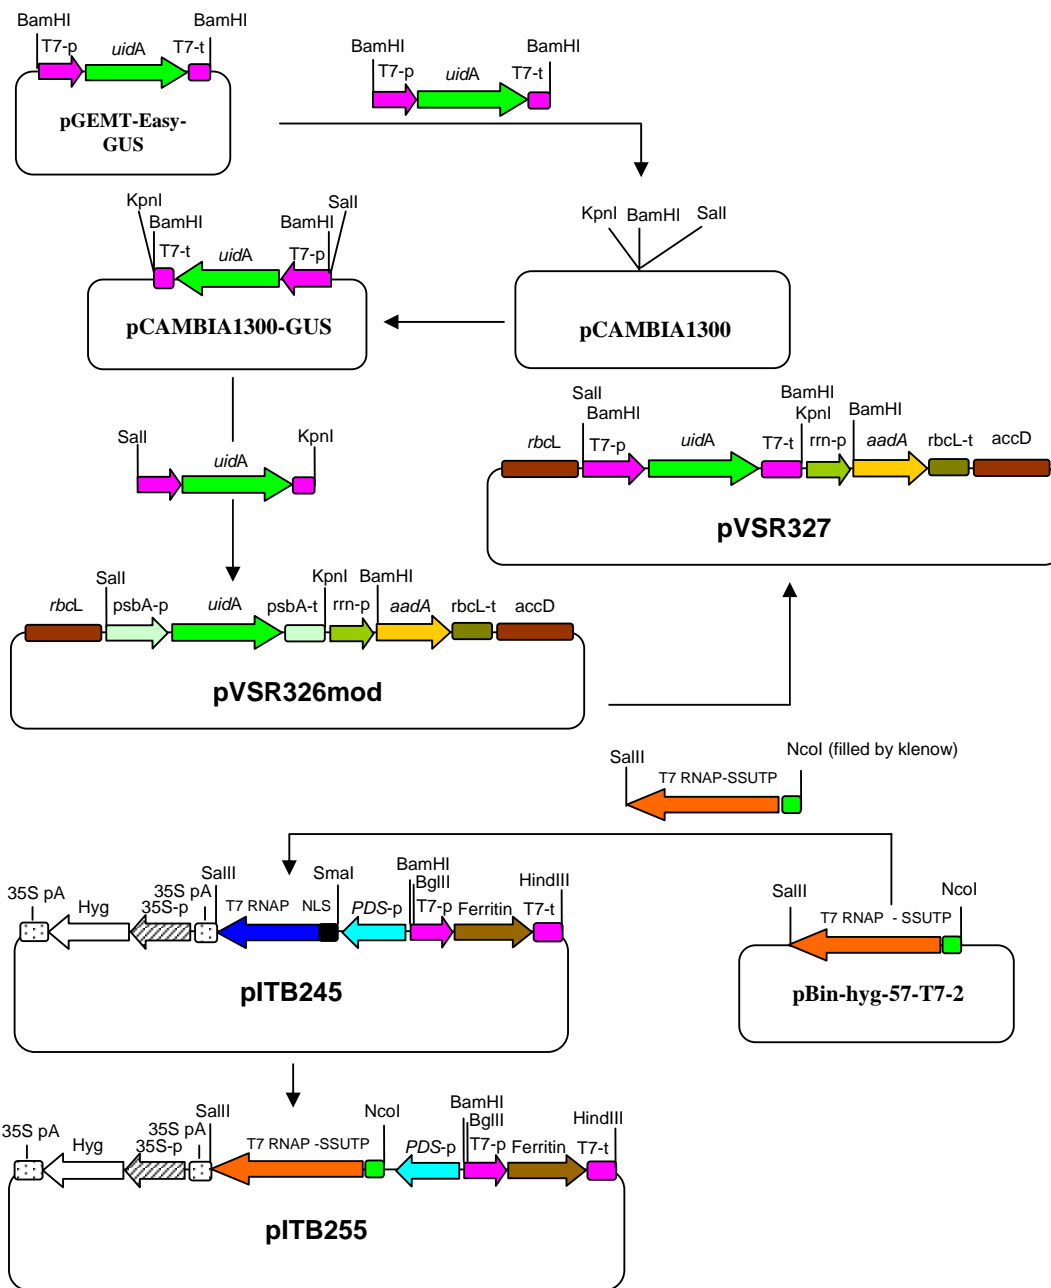 BamHI BamHI
T7-p uidA T7-t
pGEMT-Easy-
GUS
BamHI BamHI
T7-p uidA T7-t
KpnI SalI
BamHI BamHI
T7-t uidA T7-p
pCAMBIA1300-GUS
KpnI BamHI SalI
pCAMBIA1300
SalI KpnI
uidA
SalI BamHI
BamHI KpnI BamHI
rbcL T7-p uidA T7-t rrn-p aadA rbcL-t accD
pVSR327
SalI KpnI BamHI
rbcL psbA-p uidA psbA-t rrn-p aadA rbcL-t accD
pVSR326mod
SalII NcoI (filled by klenow)
T7 RNAP-SSUTP
BamHI
SalII SmaI BglII HindIII
35S pA Hyg 35S pA
35S-p T7 RNAP NLS PDS-p T7-p Ferritin T7-t
pITB245
SalII NcoI
T7 RNAP - SSUTP
pBin-hyg-57-T7-2
BamHI
SalII NcoI BglII HindIII
35S pA Hyg 35S pA
35S-p T7 RNAP -SSUTP PDS-p T7-p Ferritin T7-t
pITB255